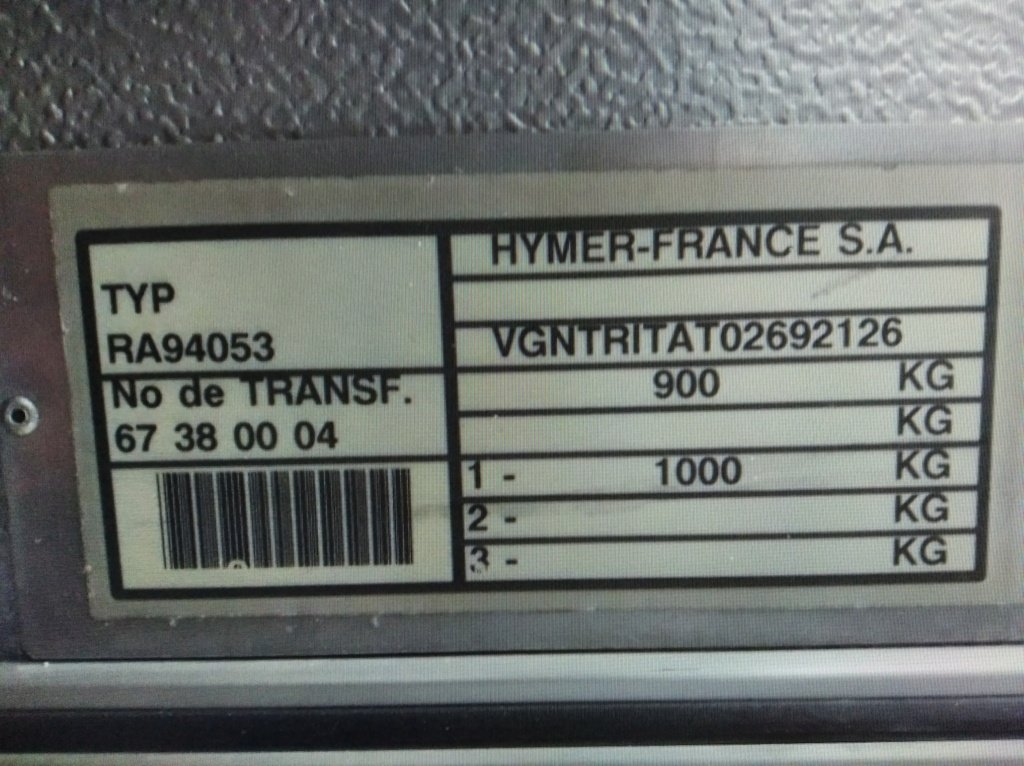 HYMER-FRANCE S.A.
TYP
RA94053
VGNTRITAT02692126
No de TRANSF.
900 KG
67 38 00 04
KG
1 - 1000 KG
2 - KG
3 - KG